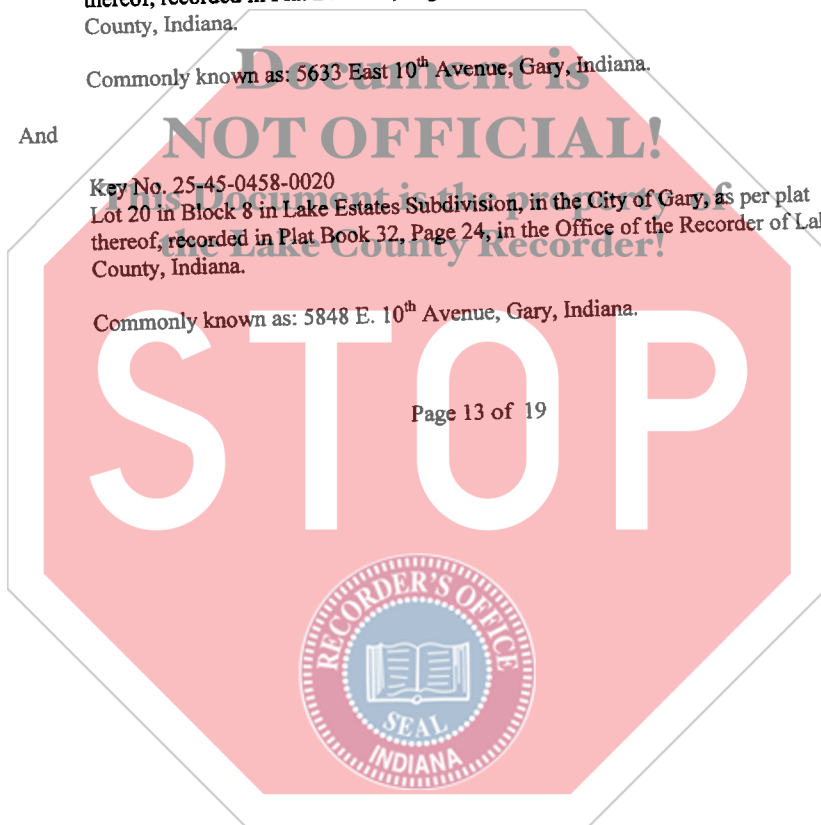 thereof, recorded in
County, Indiana.
Document is
Commonly known as: 5633 East 10th Avenue, Gary, Indiana.
And
NOT OFFICIAL!
Key No. 25-45-0458-0020
This Document is the property of
Lot 20 in Block 8 in Lake Estates Subdivision, in the City of Gary, as per plat
thereof, recorded in Plat Book 32, Page 24, in the Office of the Recorder of
the Lake County Recorder!
County, Indiana.
Commonly known as: 5848 E. 10th Avenue, Gary, Indiana.
STOP
Page 13 of 19
RECORDER'S OFFICE
SEAL
INDIANA